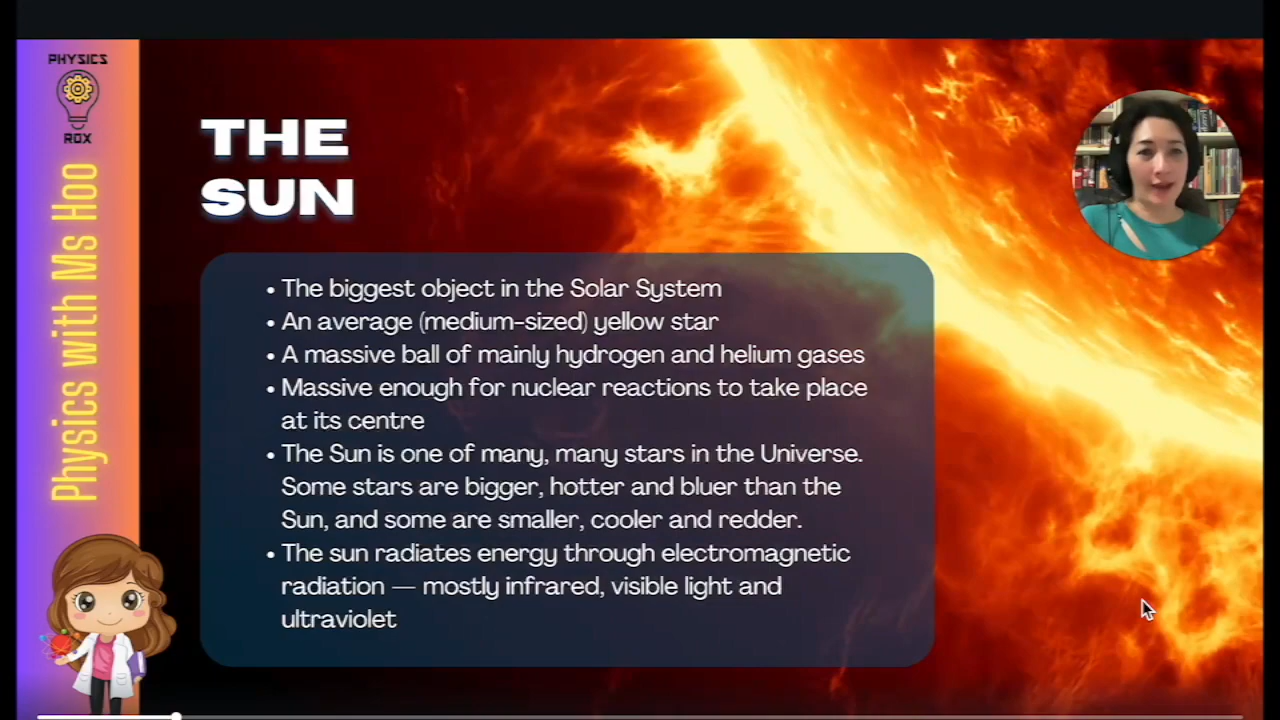 PHYSICS
ROX
Physics with Ms Hoo
THE
SUN
• The biggest object in the Solar System
• An average (medium-sized) yellow star
• A massive ball of mainly hydrogen and helium gases
• Massive enough for nuclear reactions to take place
at its centre
• The Sun is one of many, many stars in the Universe.
Some stars are bigger, hotter and bluer than the
Sun, and some are smaller, cooler and redder.
• The sun radiates energy through electromagnetic
radiation — mostly infrared, visible light and
ultraviolet